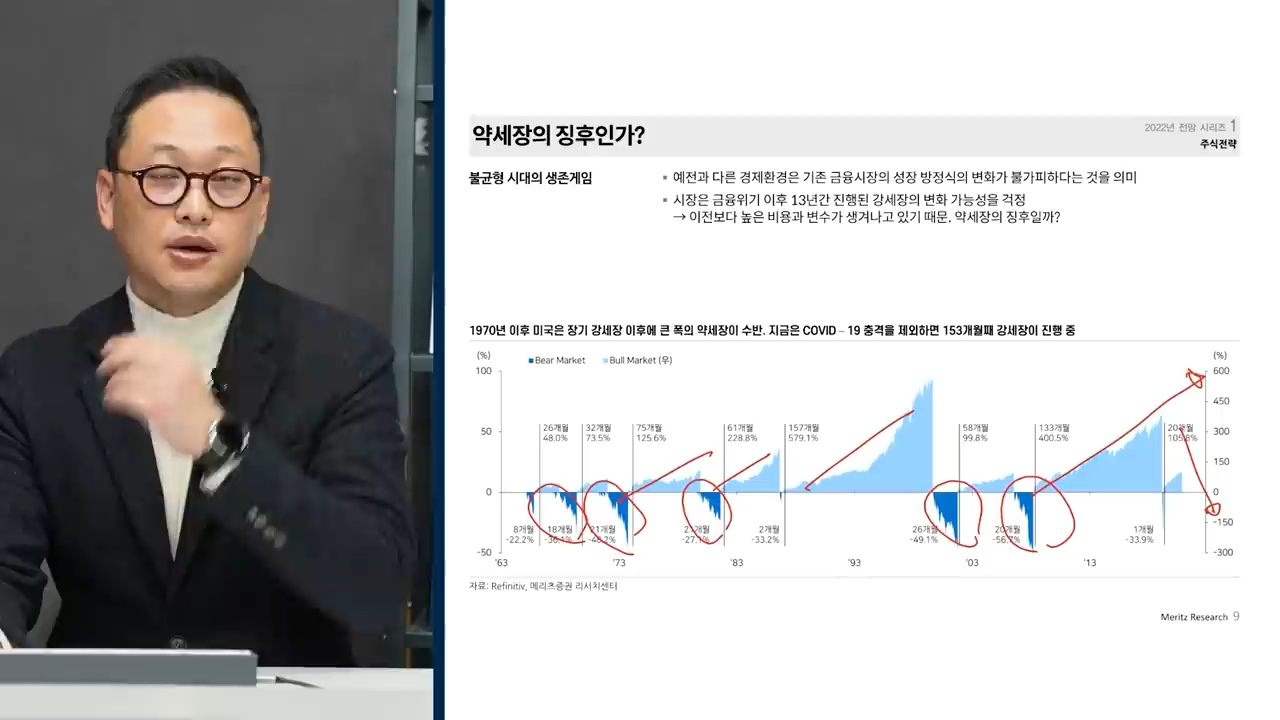 약세장의 징후인가?
2022년 전망 시리즈 1
주식전략
불균형 시대의 생존게임
▪ 예전과 다른 경제환경은 기존 금융시장의 성장 방정식의 변화가 불가피하다는 것을 의미
▪ 시장은 금융위기 이후 13년간 진행된 강세장의 변화 가능성을 걱정
→ 이전보다 높은 비용과 변수가 생겨나고 있기 때문. 약세장의 징후일까?
1970년 이후 미국은 장기 강세장 이후에 큰 폭의 약세장이 수반. 지금은 COVID – 19 충격을 제외하면 153개월째 강세장이 진행 중
(%) (%)
Bear Market Bull Market (우)
100 600
450
50 300
150
0 0
-150
-50 -300
26개월 32개월 75개월 61개월 157개월 58개월 133개월 20개월
48.0% 73.5% 125.6% 228.8% 579.1% 99.8% 400.5% 105.8%
8개월 18개월 21개월 2개월 26개월 1개월
-22.2% -48.2% -33.2% -49.1% -33.9%
'63 '73 '83 '93 '03 '13
자료: Refinitiv, 메리츠증권 리서치센터
Meritz Research 9